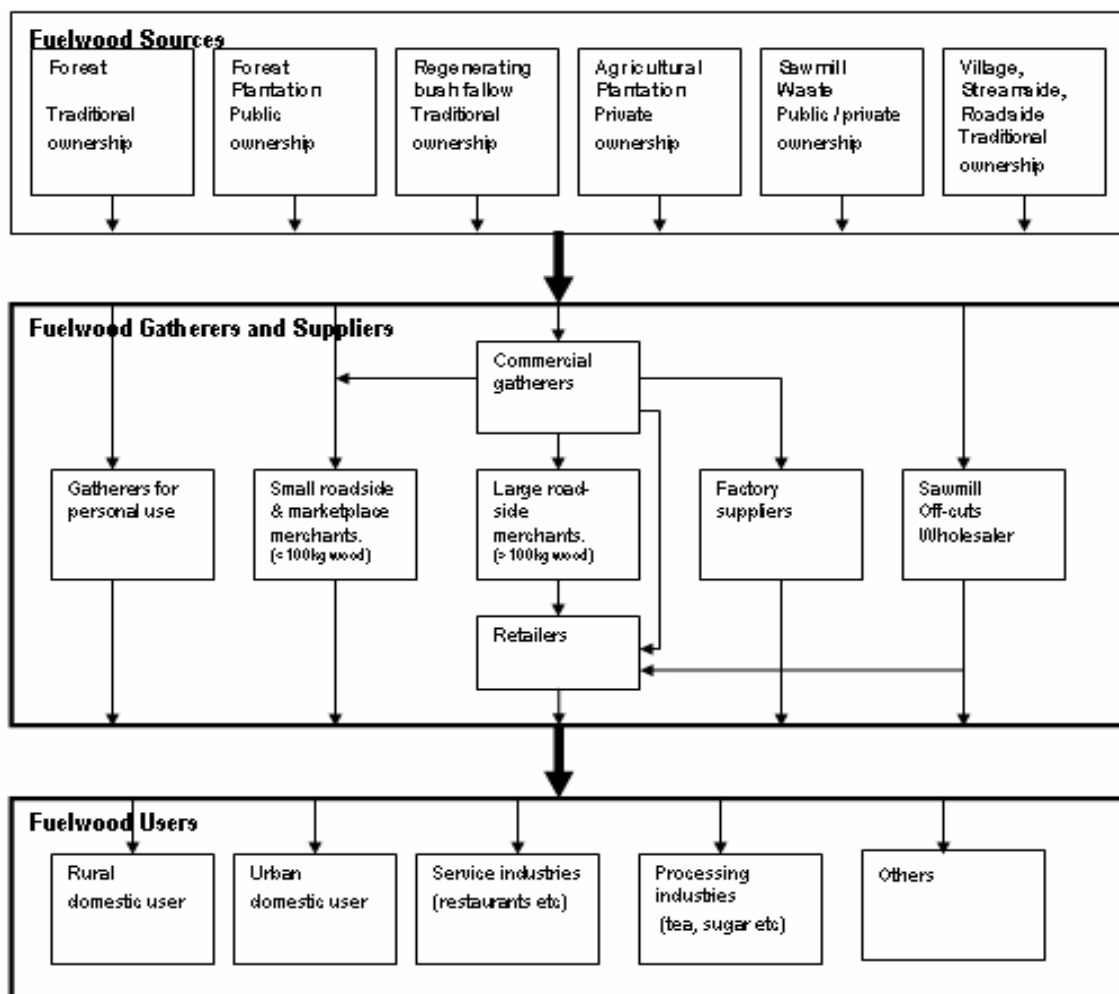 Fuelwood Sources
Forest
Traditional
ownership
Forest
Plantation
Public
ownership
Regenerating
bush fallow
Traditional
ownership
Agricultural
Plantation
Private
ownership
Sawmill
Waste
Public / private
ownership
Village,
Streamside,
Roadside
Traditional
ownership
Fuelwood Gatherers and Suppliers
Commercial
gatherers
Gatherers for
personal use
Small roadside
& marketplace
merchants.
(< 100kg wood)
Large road-
side
merchants.
(> 100kg wood)
Factory
suppliers
Sawmill
Off-cuts
Wholesaler
Retailers
Fuelwood Users
Rural
domestic user
Urban
domestic user
Service industries
(restaurants etc)
Processing
industries
(tea, sugar etc)
Others